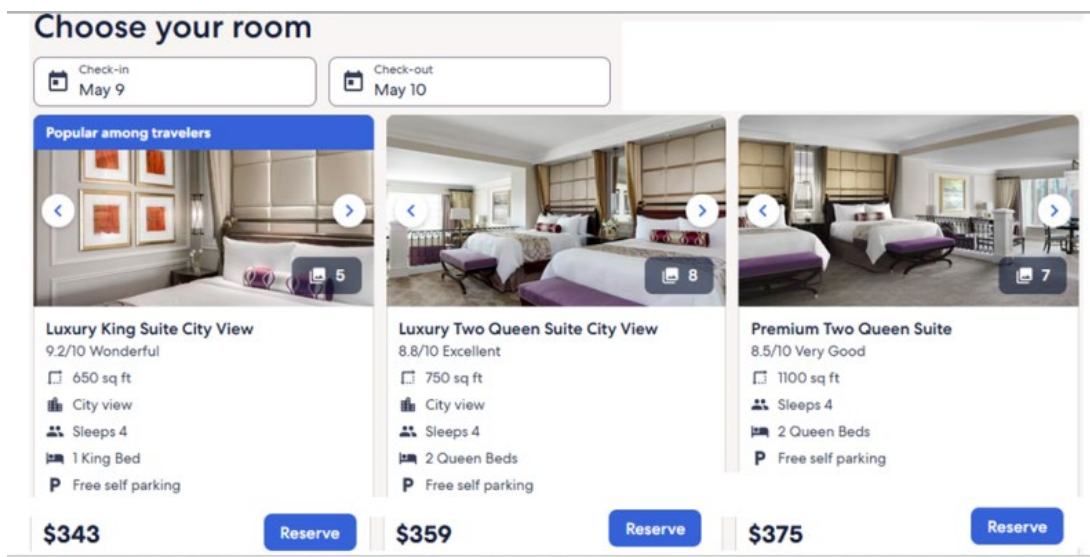 Choose your room
Check-in
May 9
Check-out
May 10
Popular among travelers
5
Luxury King Suite City View
9.2/10 Wonderful
650 sq ft
City view
Sleeps 4
1 King Bed
P Free self parking
$343
Reserve
8
Luxury Two Queen Suite City View
8.8/10 Excellent
750 sq ft
City view
Sleeps 4
2 Queen Beds
P Free self parking
$359
Reserve
7
Premium Two Queen Suite
8.5/10 Very Good
1100 sq ft
Sleeps 4
2 Queen Beds
P Free self parking
$375
Reserve